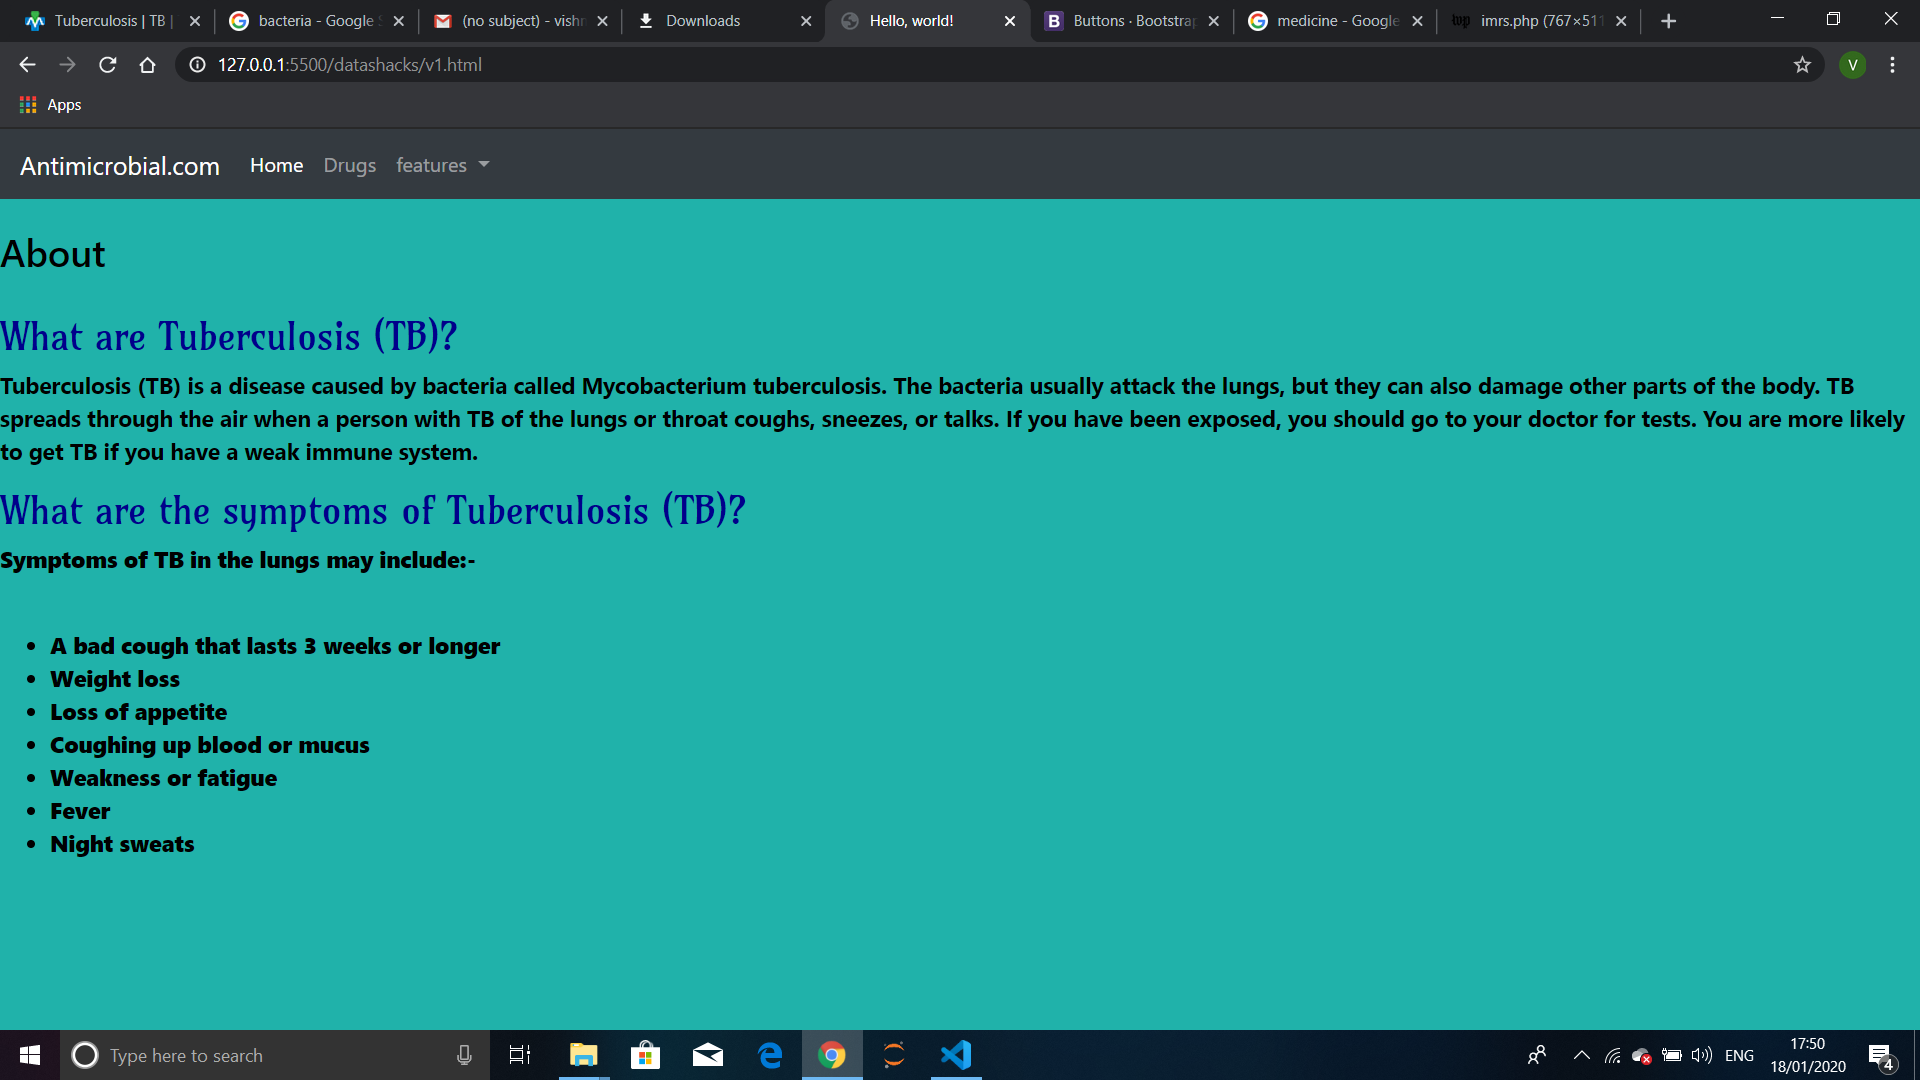 Tuberculosis | TB |
bacteria - Google S
(no subject) - vishn
Downloads
Hello, world!
Buttons · Bootstrap
medicine - Google
imrs.php (767×511
127.0.0.1:5500/datashacks/v1.html
V
Apps
Antimicrobial.com
Home
Drugs
features
About
What are Tuberculosis (TB)?
Tuberculosis (TB) is a disease caused by bacteria called Mycobacterium tuberculosis. The bacteria usually attack the lungs, but they can also damage other parts of the body. TB
spreads through the air when a person with TB of the lungs or throat coughs, sneezes, or talks. If you have been exposed, you should go to your doctor for tests. You are more likely
to get TB if you have a weak immune system.
What are the symptoms of Tuberculosis (TB)?
Symptoms of TB in the lungs may include:-
• A bad cough that lasts 3 weeks or longer
• Weight loss
• Loss of appetite
• Coughing up blood or mucus
• Weakness or fatigue
• Fever
• Night sweats
Type here to search
ENG
17:50
18/01/2020
4